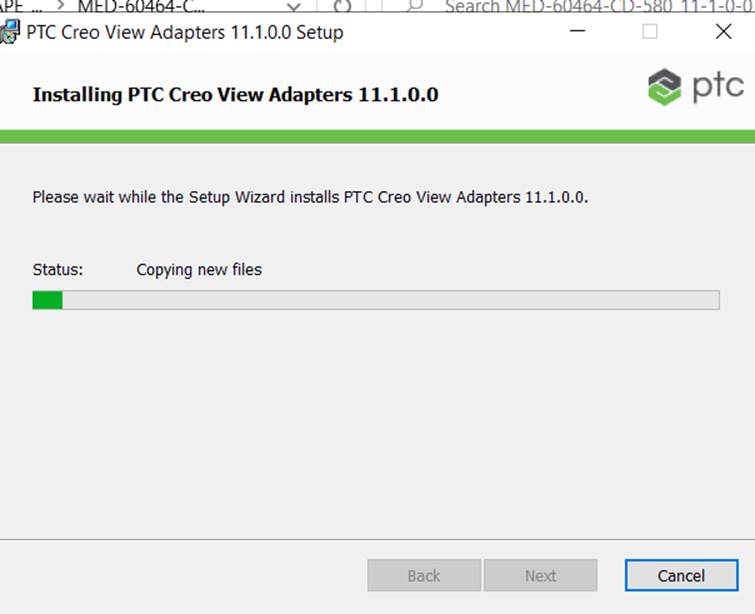 APE ... > MED-60464-C... Search MED-60464-CD-580_11-1-0-0
PTC Creo View Adapters 11.1.0.0 Setup
Installing PTC Creo View Adapters 11.1.0.0
ptc
Please wait while the Setup Wizard installs PTC Creo View Adapters 11.1.0.0.
Status: Copying new files
Back Next Cancel